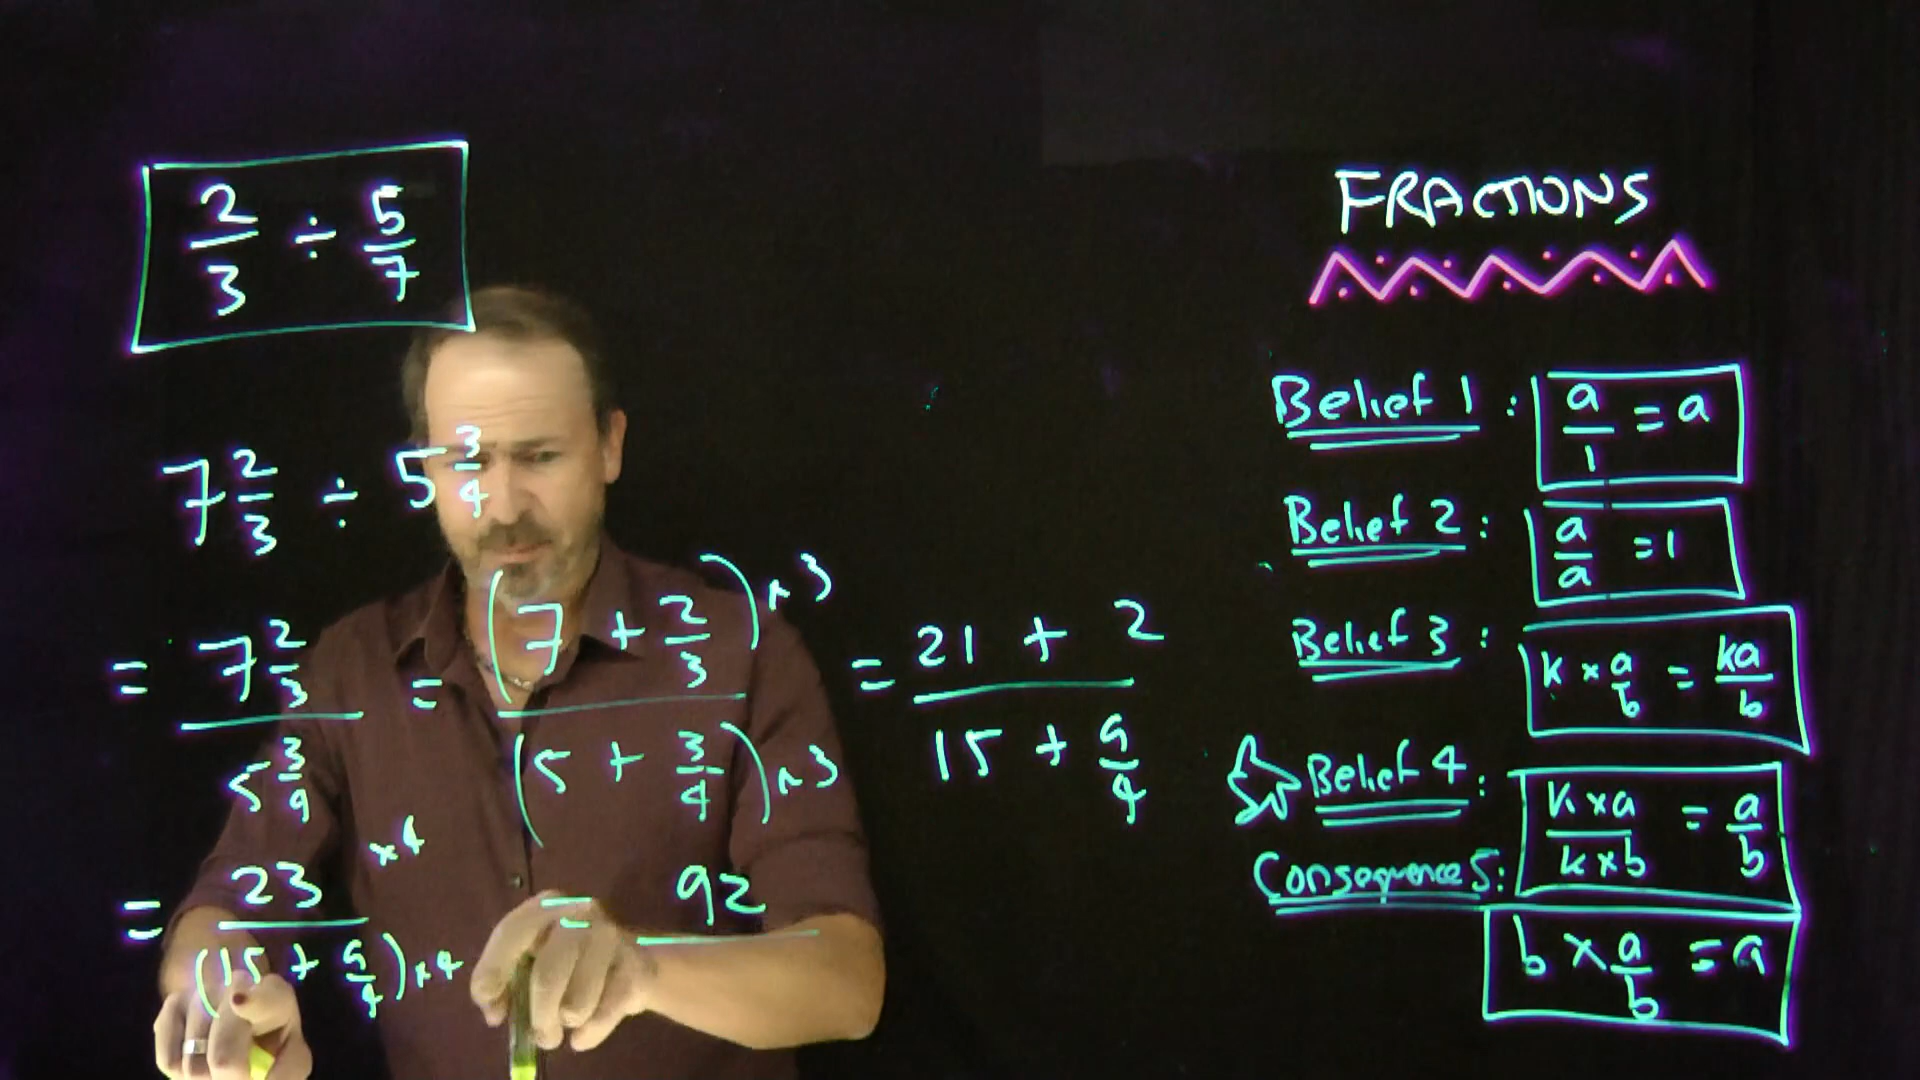 2/3 ÷ 5/7
7 2/3 ÷ 5 3/4
= 7 2/3 / 5 3/4 = (7 + 2/3) × 3 / (5 + 3/4) × 3 = 21 + 2 / 15 + 9/4
= 23 × 4 / (15 + 9/4) × 4 = 92
FRACTIONS
Belief 1 : a/1 = a
Belief 2 : a/a = 1
Belief 3 : k × a/b = ka/b
Belief 4 : k × a / k × b = a/b
Consequence 5 : b × a/b = a